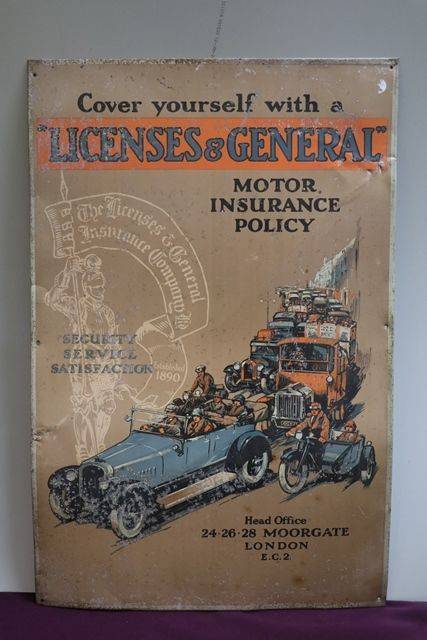 Cover yourself with a
"LICENSES & GENERAL"
MOTOR
INSURANCE
POLICY
The Licenses & General
Insurance Company Ltd
Established
1890
SECURITY
SERVICE
SATISFACTION
Head Office
24·26·28 MOORGATE
LONDON
E.C.2.